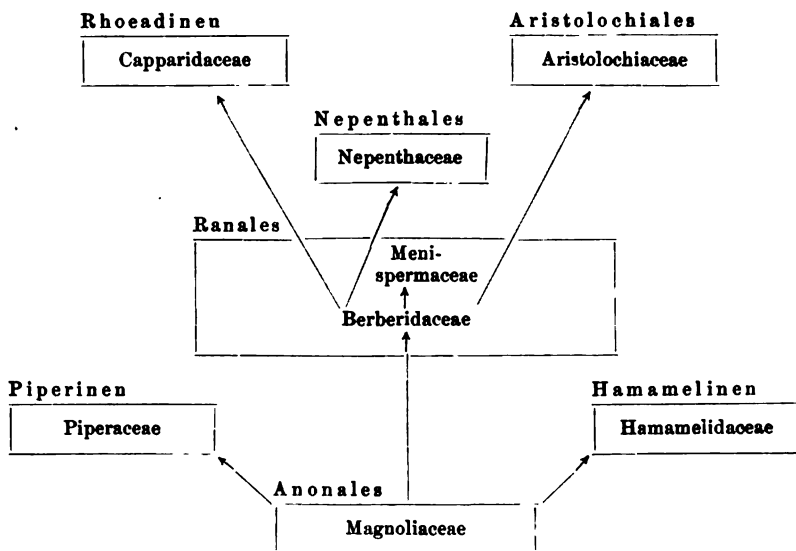 Rhoeadinen
Aristolochiales
Capparidaceae
Aristolochiaceae
Nepenthales
Nepenthaceae
Ranales
Meni-
spermaceae
Berberidaceae
Piperinen
Hamamelinen
Piperaceae
Hamamelidaceae
Anonales
Magnoliaceae